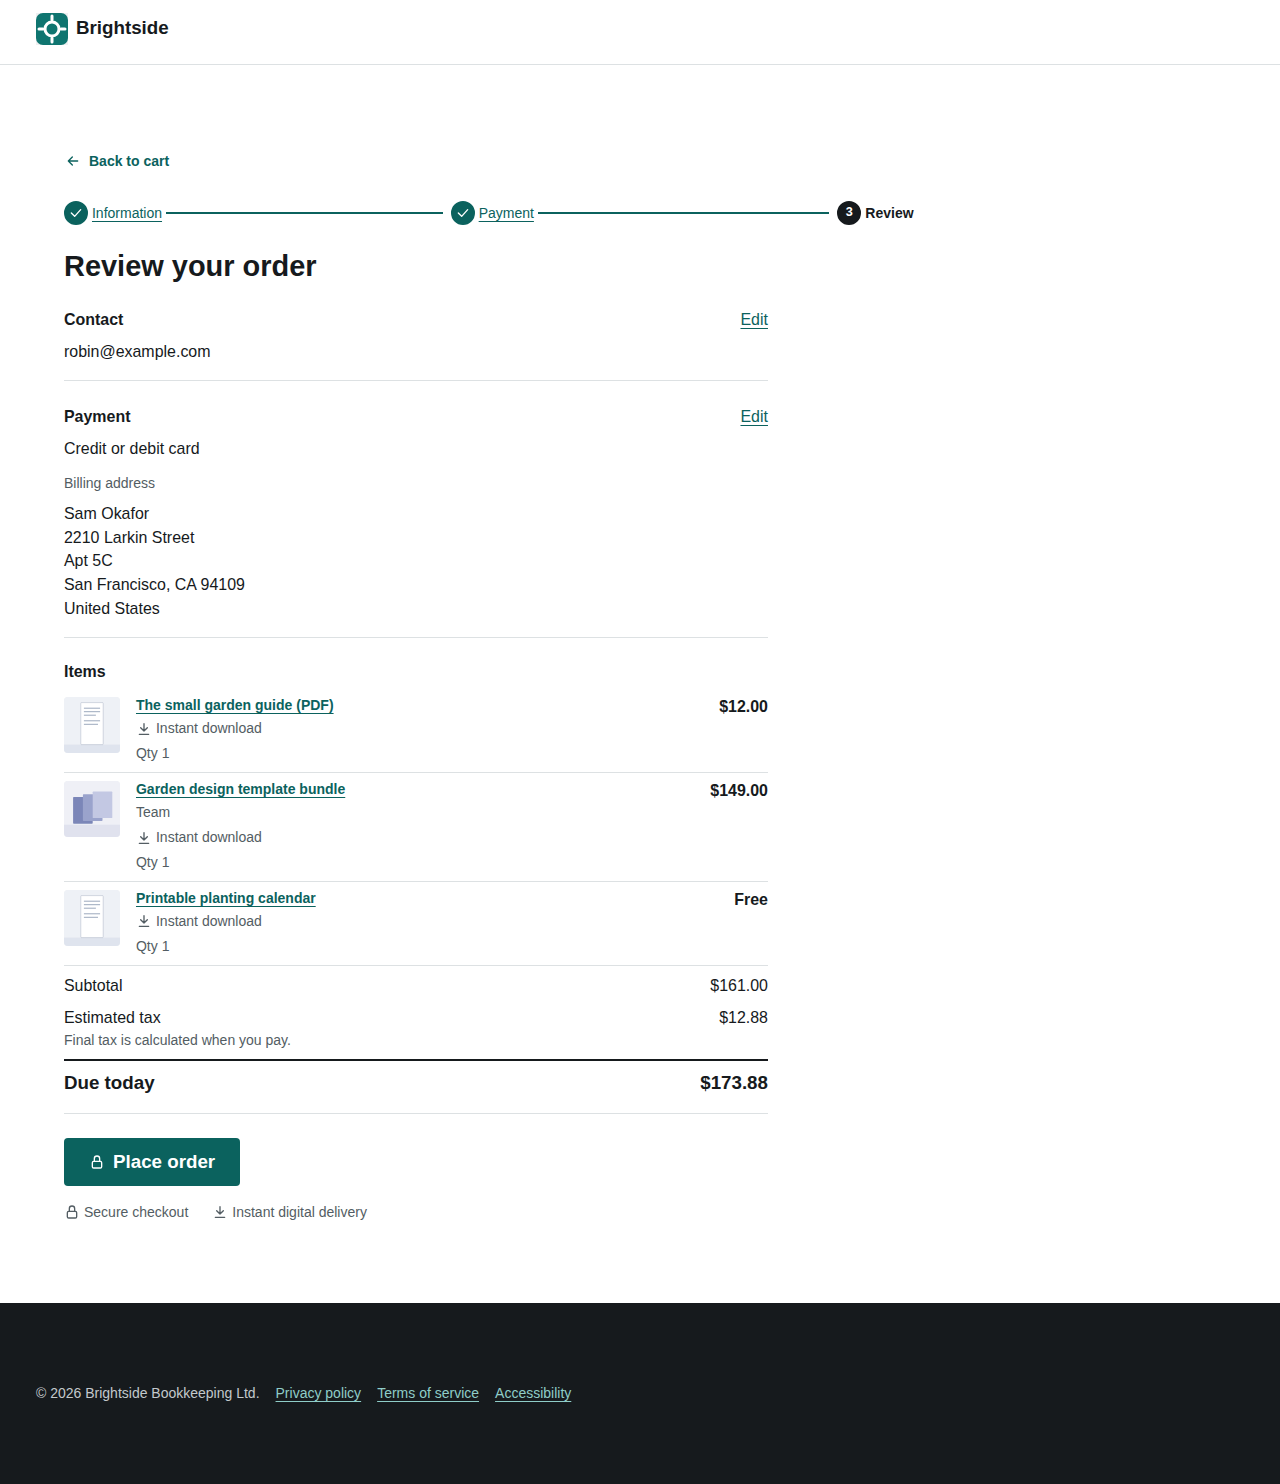 Brightside
Back to cart
Information
Payment
3 Review
Review your order
Contact Edit
robin@example.com
Payment Edit
Credit or debit card
Billing address
Sam Okafor
2210 Larkin Street
Apt 5C
San Francisco, CA 94109
United States
Items
The small garden guide (PDF) $12.00
Instant download
Qty 1
Garden design template bundle $149.00
Team
Instant download
Qty 1
Printable planting calendar Free
Instant download
Qty 1
Subtotal $161.00
Estimated tax $12.88
Final tax is calculated when you pay.
Due today $173.88
Place order
Secure checkout Instant digital delivery
© 2026 Brightside Bookkeeping Ltd. Privacy policy Terms of service Accessibility